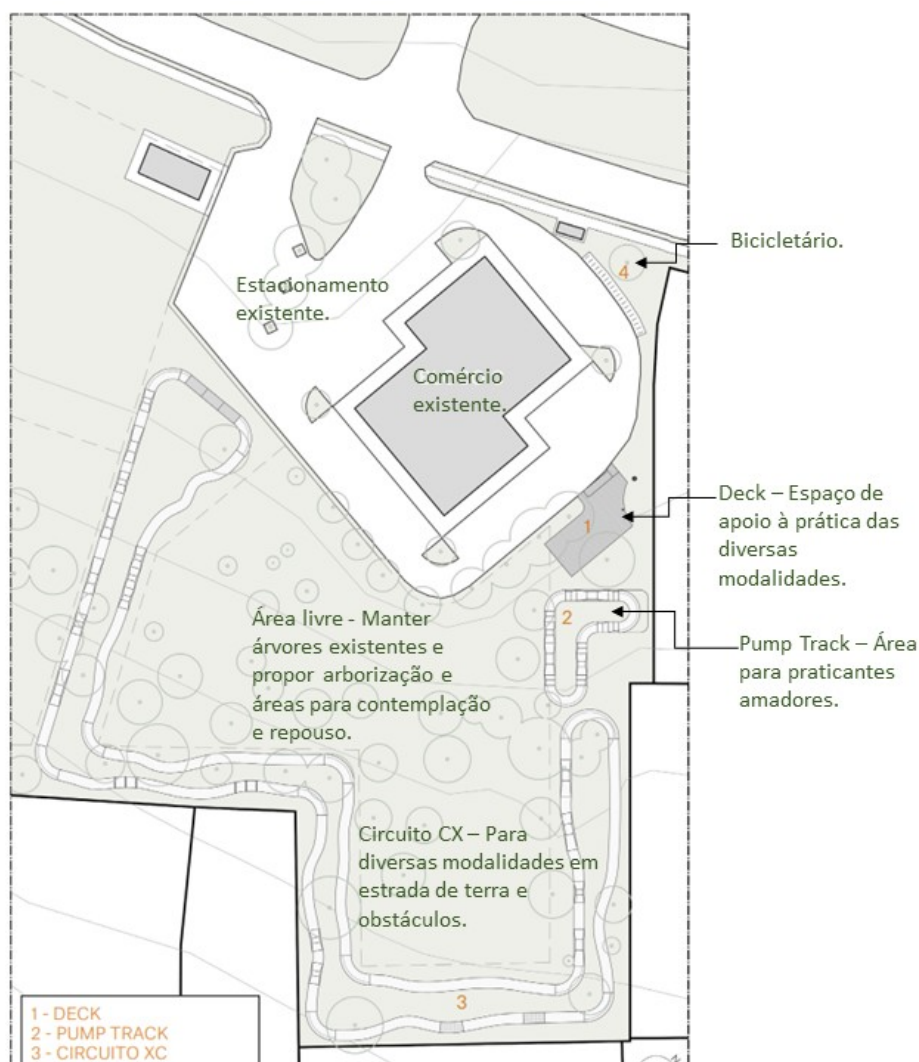 Bicicletário.
4
Estacionamento
existente.
Comércio
existente.
Deck – Espaço de
apoio à prática das
diversas
modalidades.
1
2
Pump Track – Área
para praticantes
amadores.
Área livre - Manter
árvores existentes e
propor arborização e
áreas para contemplação
e repouso.
Circuito CX – Para
diversas modalidades em
estrada de terra e
obstáculos.
3
1 - DECK
2 - PUMP TRACK
3 - CIRCUITO XC